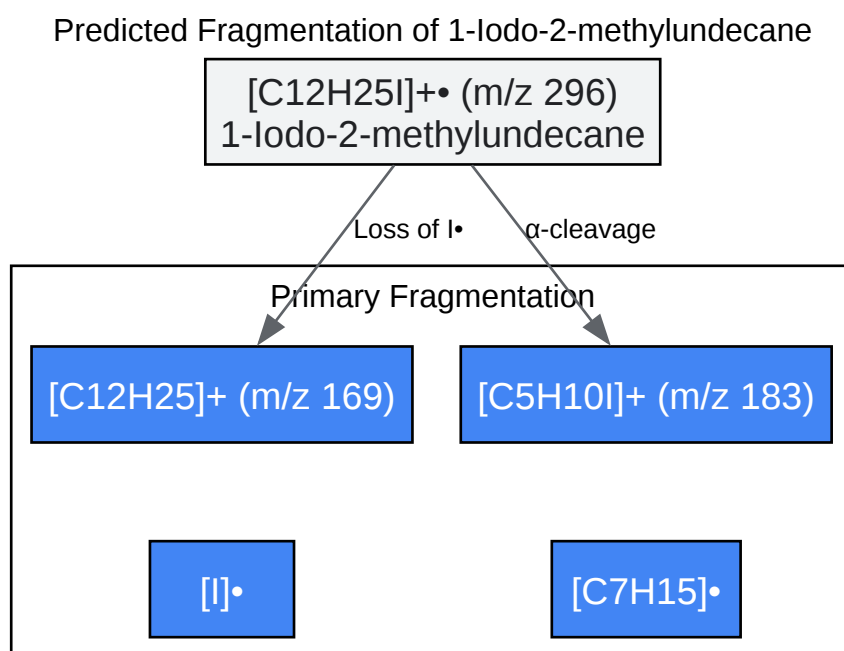 Predicted Fragmentation of 1-Iodo-2-methylundecane
[C12H25I]+• (m/z 296)
1-Iodo-2-methylundecane
Loss of I•
α-cleavage
Primary Fragmentation
[C12H25]+ (m/z 169)
[C5H10I]+ (m/z 183)
[I]•
[C7H15]•